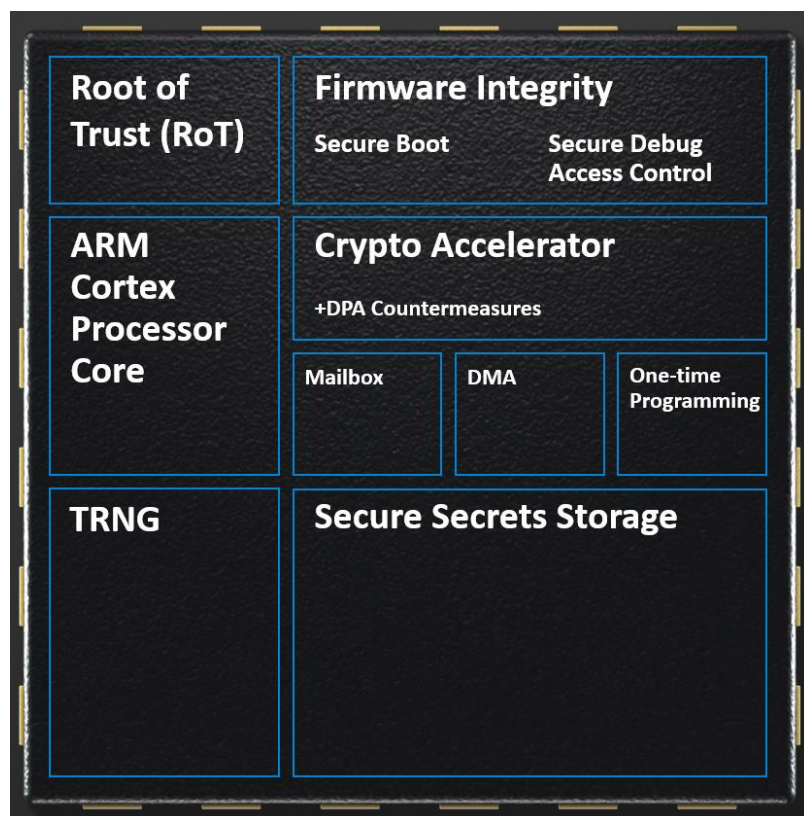 Root of
Trust (RoT)
Firmware Integrity
Secure Boot
Secure Debug
Access Control
ARM
Cortex
Processor
Core
Crypto Accelerator
+DPA Countermeasures
Mailbox
DMA
One-time
Programming
TRNG
Secure Secrets Storage